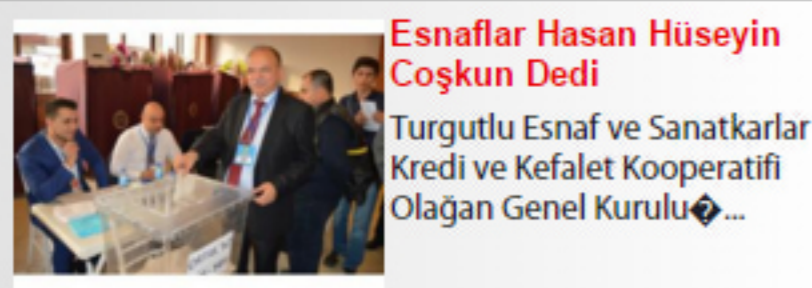 Esnaflar Hasan Hüseyin
Coşkun Dedi
Turgutlu Esnaf ve Sanatkarlar
Kredi ve Kefalet Kooperatifi
Olağan Genel Kurulu�...